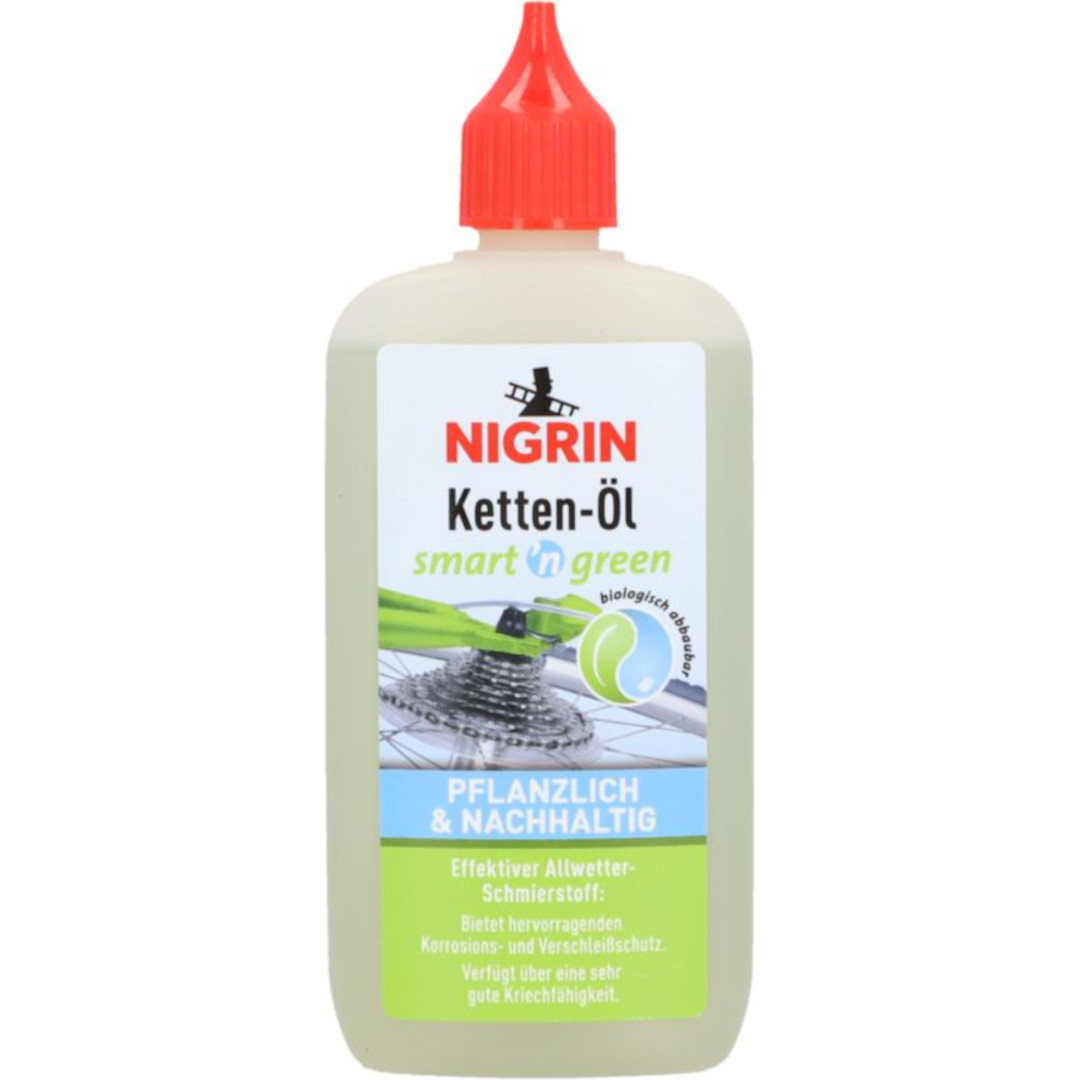 NIGRIN
Ketten-Öl
smart 'n green
biologisch abbaubar
PFLANZLICH
& NACHHALTIG
Effektiver Allwetter-
Schmierstoff:
Bietet hervorragenden
Korrosions- und Verschleißschutz.
Verfügt über eine sehr
gute Kriechfähigkeit.